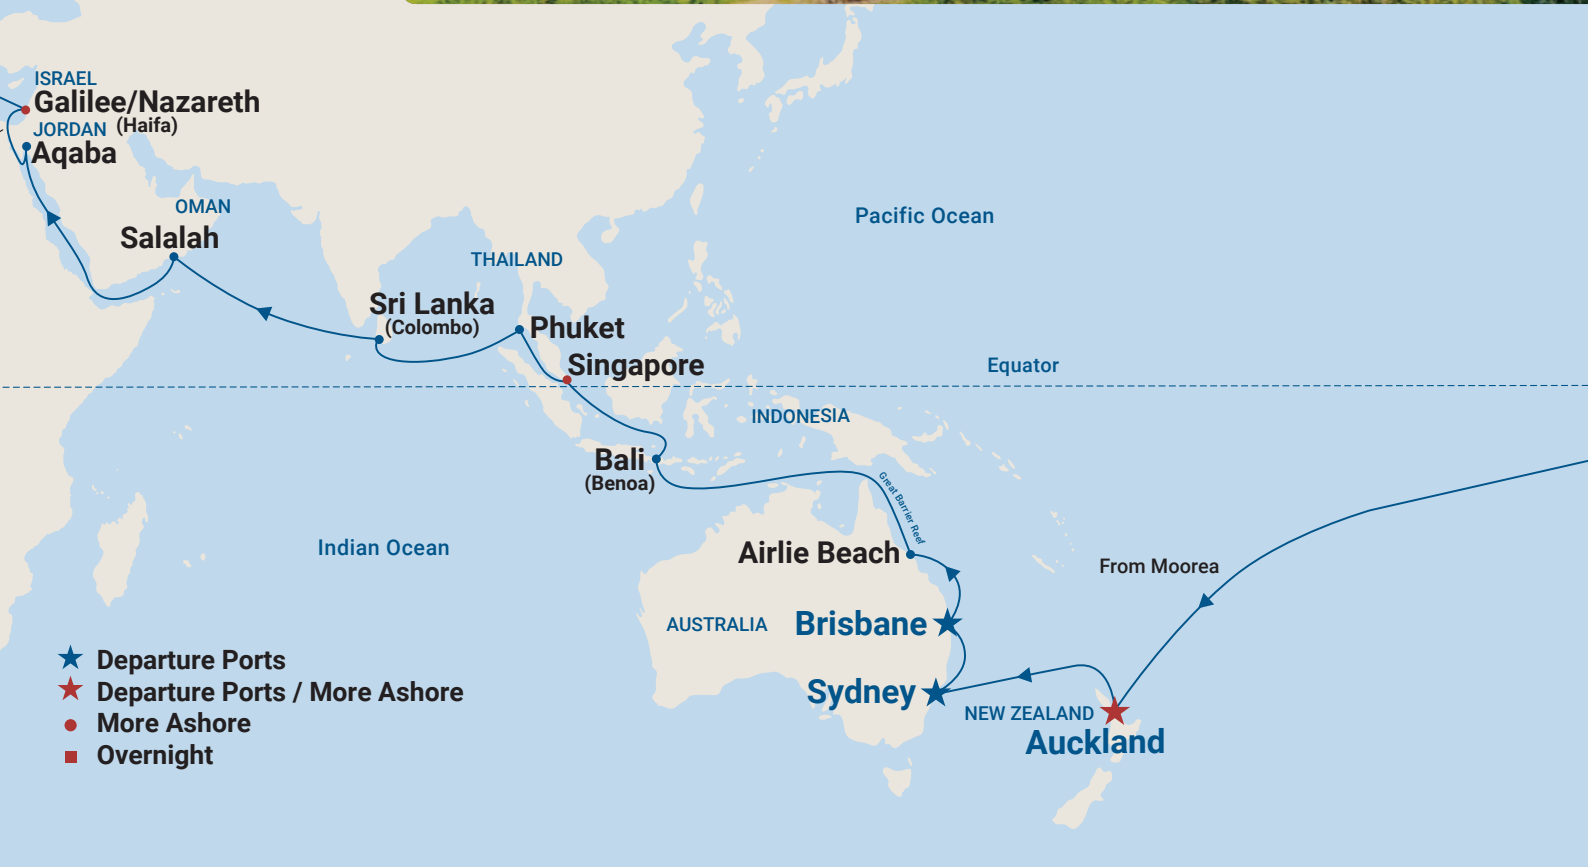 ISRAEL
Galilee/Nazareth
(Haifa)
JORDAN
Aqaba
OMAN
Salalah
Pacific Ocean
THAILAND
Sri Lanka
(Colombo)
Phuket
Singapore
Equator
INDONESIA
Bali
(Benoa)
Great Barrier Reef
Indian Ocean
Airlie Beach
From Moorea
AUSTRALIA
Brisbane
Sydney
NEW ZEALAND
Auckland
Departure Ports
Departure Ports / More Ashore
More Ashore
Overnight